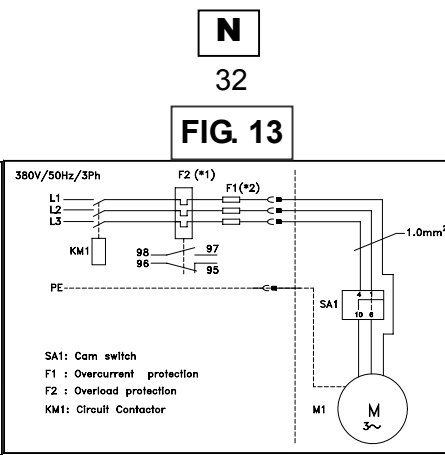 N
32
FIG. 13
380V/50Hz/3Ph
F2 (*1)
F1(*2)
L1
L2
L3
KM1
98 97
96 95
1.0mm²
PE
4 1
SA1
10 6
SA1: Cam switch
F1 : Overcurrent protection
F2 : Overload protection
KM1: Circuit Contactor
M1
M
3~